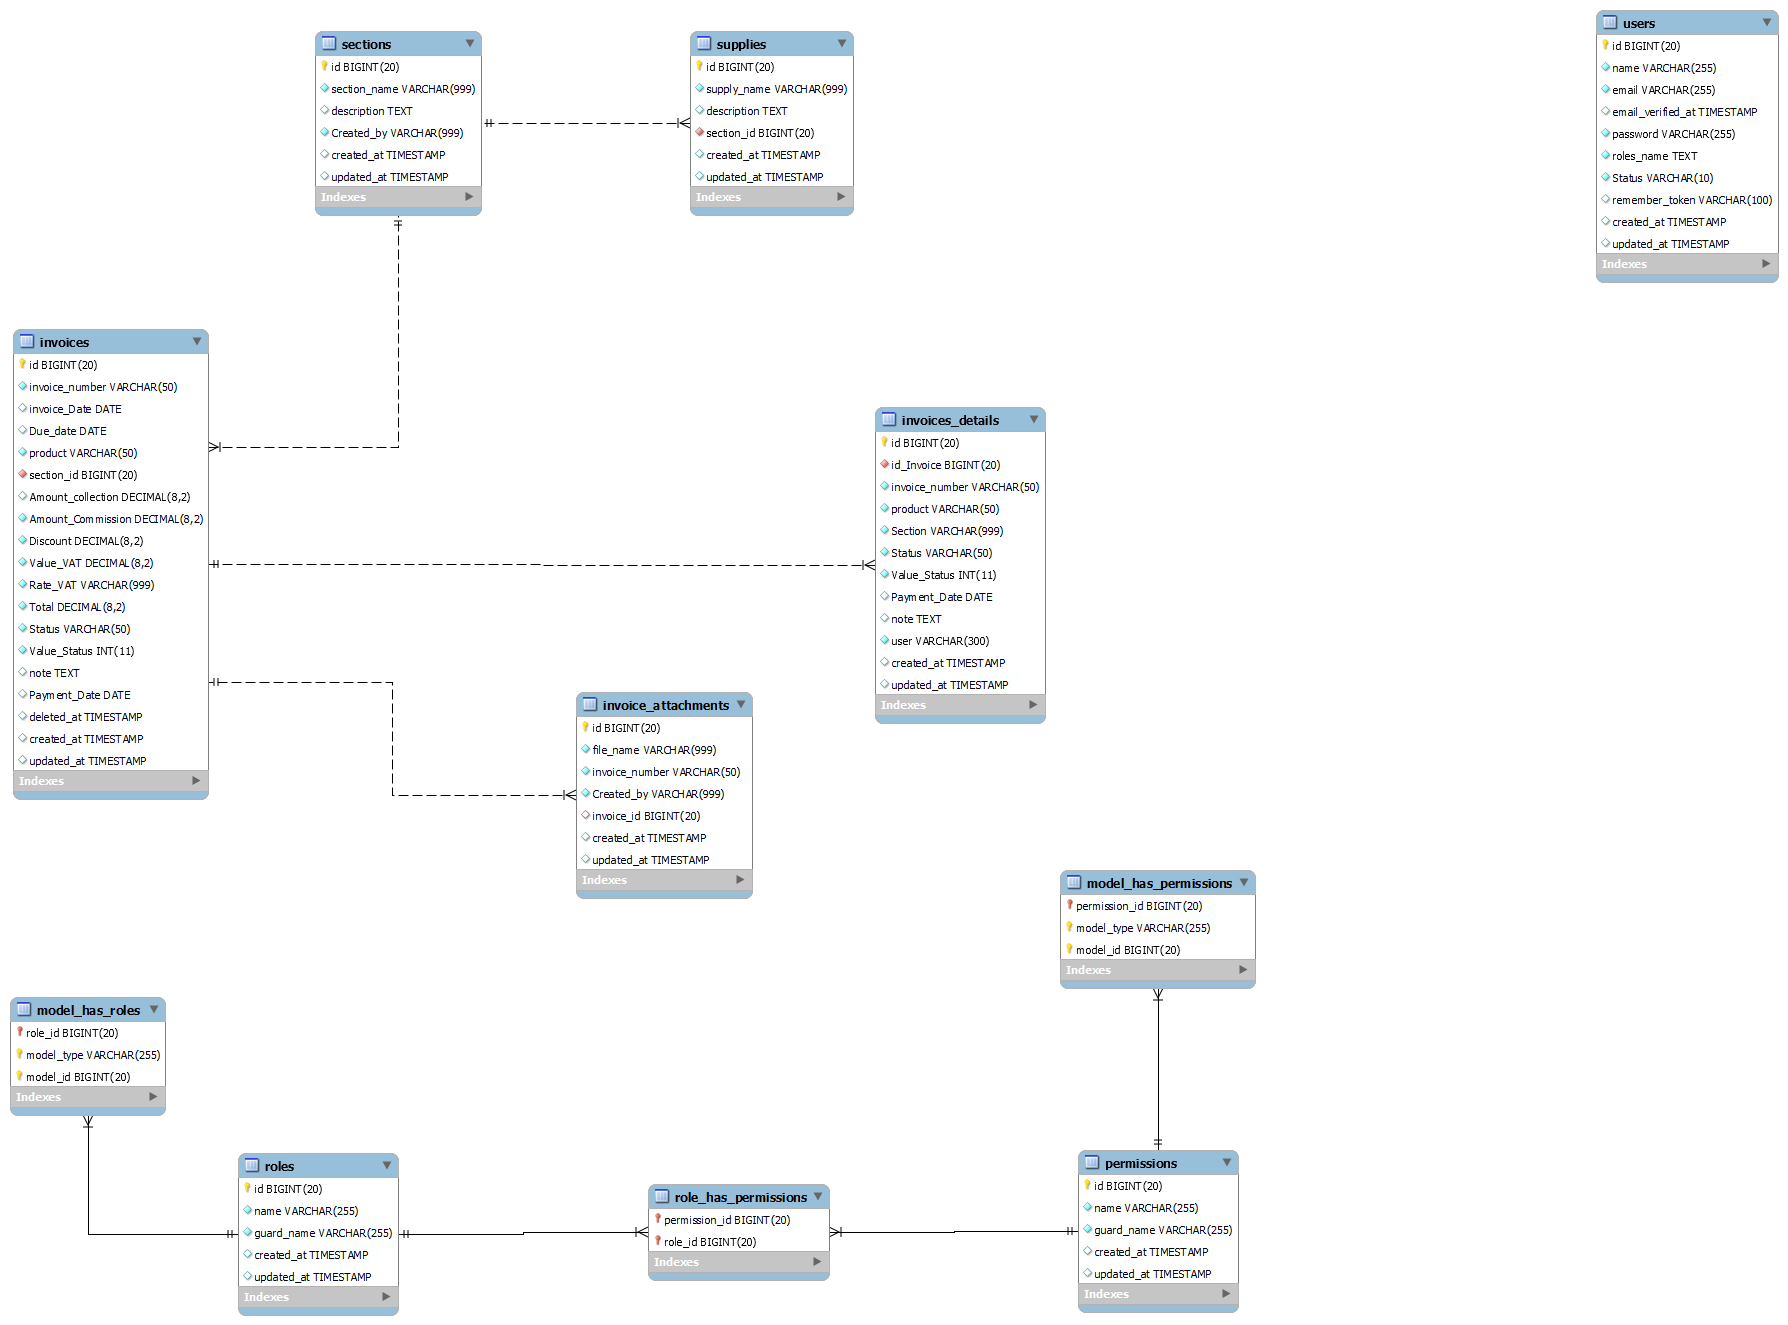 sections
id BIGINT(20)
section_name VARCHAR(999)
description TEXT
Created_by VARCHAR(999)
created_at TIMESTAMP
updated_at TIMESTAMP
Indexes
supplies
id BIGINT(20)
supply_name VARCHAR(999)
description TEXT
section_id BIGINT(20)
created_at TIMESTAMP
updated_at TIMESTAMP
Indexes
users
id BIGINT(20)
name VARCHAR(255)
email VARCHAR(255)
email_verified_at TIMESTAMP
password VARCHAR(255)
roles_name TEXT
Status VARCHAR(10)
remember_token VARCHAR(100)
created_at TIMESTAMP
updated_at TIMESTAMP
Indexes
invoices
id BIGINT(20)
invoice_number VARCHAR(50)
invoice_Date DATE
Due_date DATE
product VARCHAR(50)
section_id BIGINT(20)
Amount_collection DECIMAL(8,2)
Amount_Commission DECIMAL(8,2)
Discount DECIMAL(8,2)
Value_VAT DECIMAL(8,2)
Rate_VAT VARCHAR(999)
Total DECIMAL(8,2)
Status VARCHAR(50)
Value_Status INT(11)
note TEXT
Payment_Date DATE
deleted_at TIMESTAMP
created_at TIMESTAMP
updated_at TIMESTAMP
Indexes
invoices_details
id BIGINT(20)
id_Invoice BIGINT(20)
invoice_number VARCHAR(50)
product VARCHAR(50)
Section VARCHAR(999)
Status VARCHAR(50)
Value_Status INT(11)
Payment_Date DATE
note TEXT
user VARCHAR(300)
created_at TIMESTAMP
updated_at TIMESTAMP
Indexes
invoice_attachments
id BIGINT(20)
file_name VARCHAR(999)
invoice_number VARCHAR(50)
Created_by VARCHAR(999)
invoice_id BIGINT(20)
created_at TIMESTAMP
updated_at TIMESTAMP
Indexes
model_has_permissions
permission_id BIGINT(20)
model_type VARCHAR(255)
model_id BIGINT(20)
Indexes
model_has_roles
role_id BIGINT(20)
model_type VARCHAR(255)
model_id BIGINT(20)
Indexes
roles
id BIGINT(20)
name VARCHAR(255)
guard_name VARCHAR(255)
created_at TIMESTAMP
updated_at TIMESTAMP
Indexes
role_has_permissions
permission_id BIGINT(20)
role_id BIGINT(20)
Indexes
permissions
id BIGINT(20)
name VARCHAR(255)
guard_name VARCHAR(255)
created_at TIMESTAMP
updated_at TIMESTAMP
Indexes